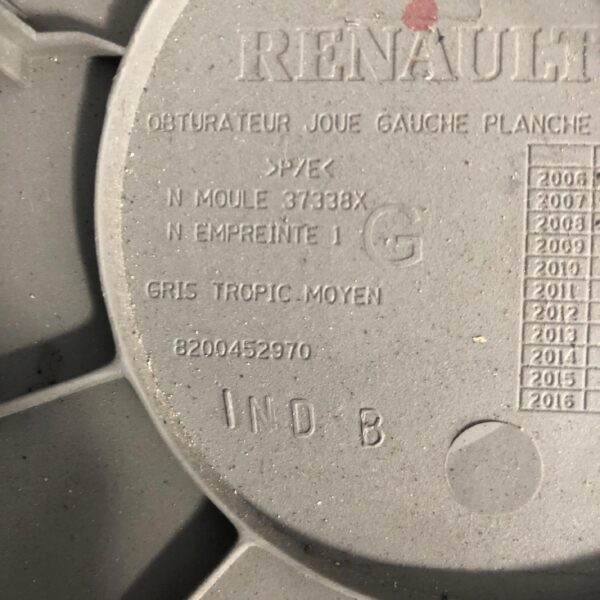 RENAULT
OBTURATEUR JOUE GAUCHE PLANCHE
>P/E<
N MOULE 37338X
N EMPREINTE 1
G
GRIS TROPIC MOYEN
8200452970
IND B
2006
2007
2008
2009
2010
2011
2012
2013
2014
2015
2016